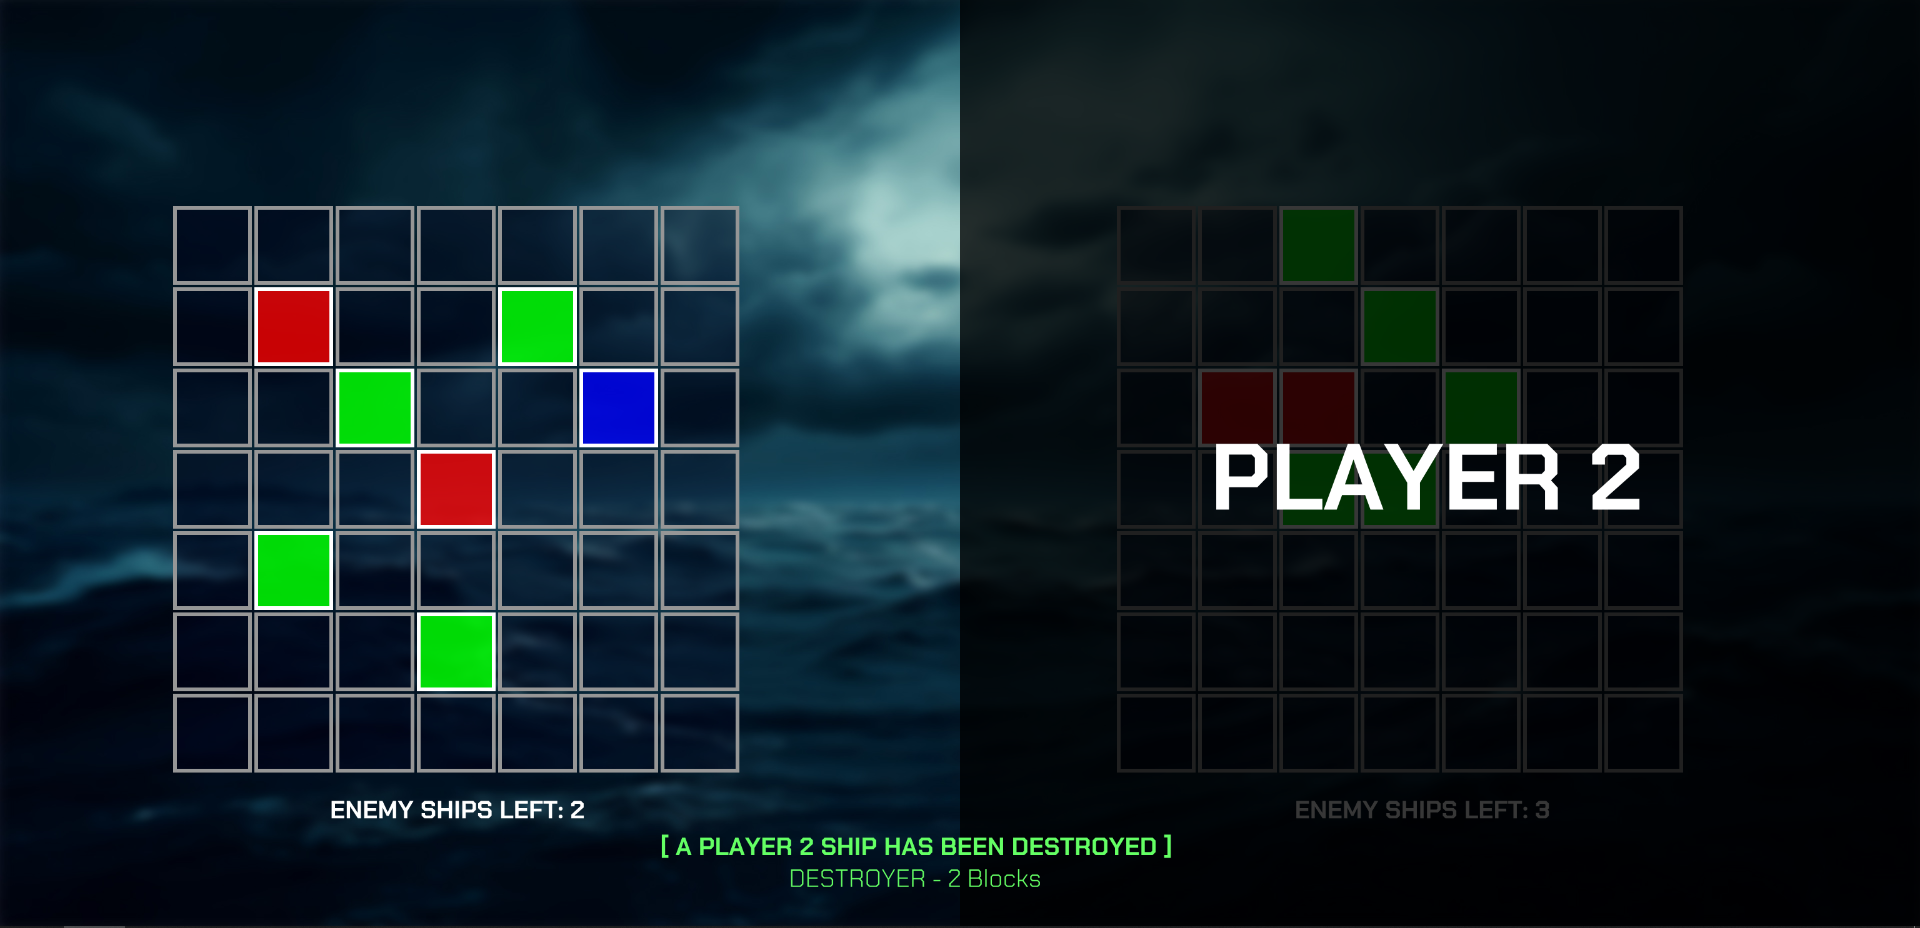 PLAYER 2
ENEMY SHIPS LEFT: 2
ENEMY SHIPS LEFT: 3
[ A PLAYER 2 SHIP HAS BEEN DESTROYED ]
DESTROYER - 2 Blocks